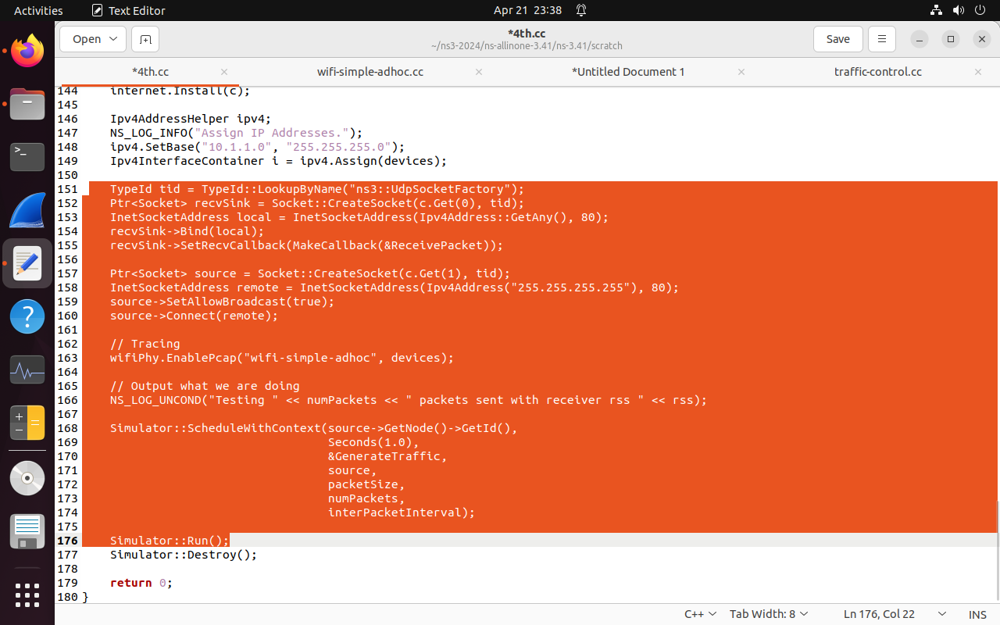 Activities
Text Editor
Apr 21 23:38
Open
*4th.cc
~/ns3-2024/ns-allinone-3.41/ns-3.41/scratch
Save
*4th.cc
wifi-simple-adhoc.cc
*Untitled Document 1
traffic-control.cc
144     internet.Install(c);
145
146     Ipv4AddressHelper ipv4;
147     NS_LOG_INFO("Assign IP Addresses.");
148     ipv4.SetBase("10.1.1.0", "255.255.255.0");
149     Ipv4InterfaceContainer i = ipv4.Assign(devices);
150
151     TypeId tid = TypeId::LookupByName("ns3::UdpSocketFactory");
152     Ptr<Socket> recvSink = Socket::CreateSocket(c.Get(0), tid);
153     InetSocketAddress local = InetSocketAddress(Ipv4Address::GetAny(), 80);
154     recvSink->Bind(local);
155     recvSink->SetRecvCallback(MakeCallback(&ReceivePacket));
156
157     Ptr<Socket> source = Socket::CreateSocket(c.Get(1), tid);
158     InetSocketAddress remote = InetSocketAddress(Ipv4Address("255.255.255.255"), 80);
159     source->SetAllowBroadcast(true);
160     source->Connect(remote);
161
162     // Tracing
163     wifiPhy.EnablePcap("wifi-simple-adhoc", devices);
164
165     // Output what we are doing
166     NS_LOG_UNCOND("Testing " << numPackets << " packets sent with receiver rss " << rss);
167
168     Simulator::ScheduleWithContext(source->GetNode()->GetId(),
169                                    Seconds(1.0),
170                                    &GenerateTraffic,
171                                    source,
172                                    packetSize,
173                                    numPackets,
174                                    interPacketInterval);
175
176     Simulator::Run();
177     Simulator::Destroy();
178
179     return 0;
180 }
C++
Tab Width: 8
Ln 176, Col 22
INS